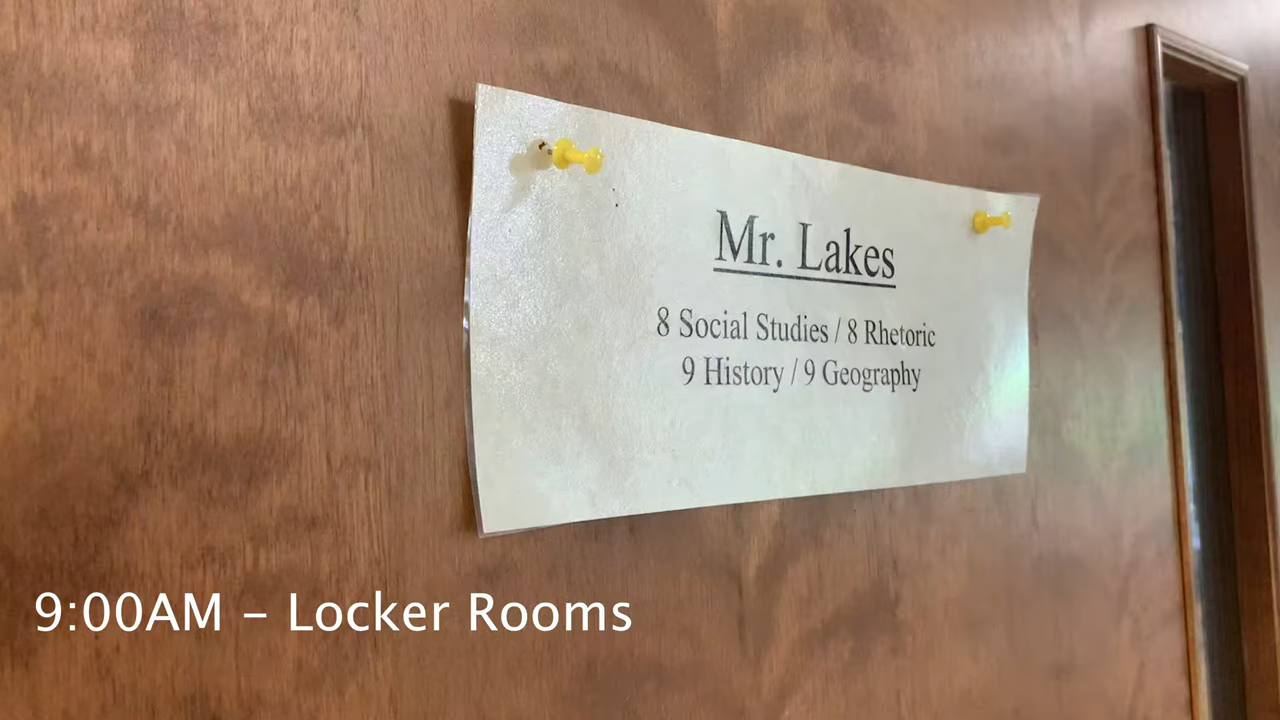 Mr. Lakes
8 Social Studies / 8 Rhetoric
9 History / 9 Geography
9:00AM – Locker Rooms